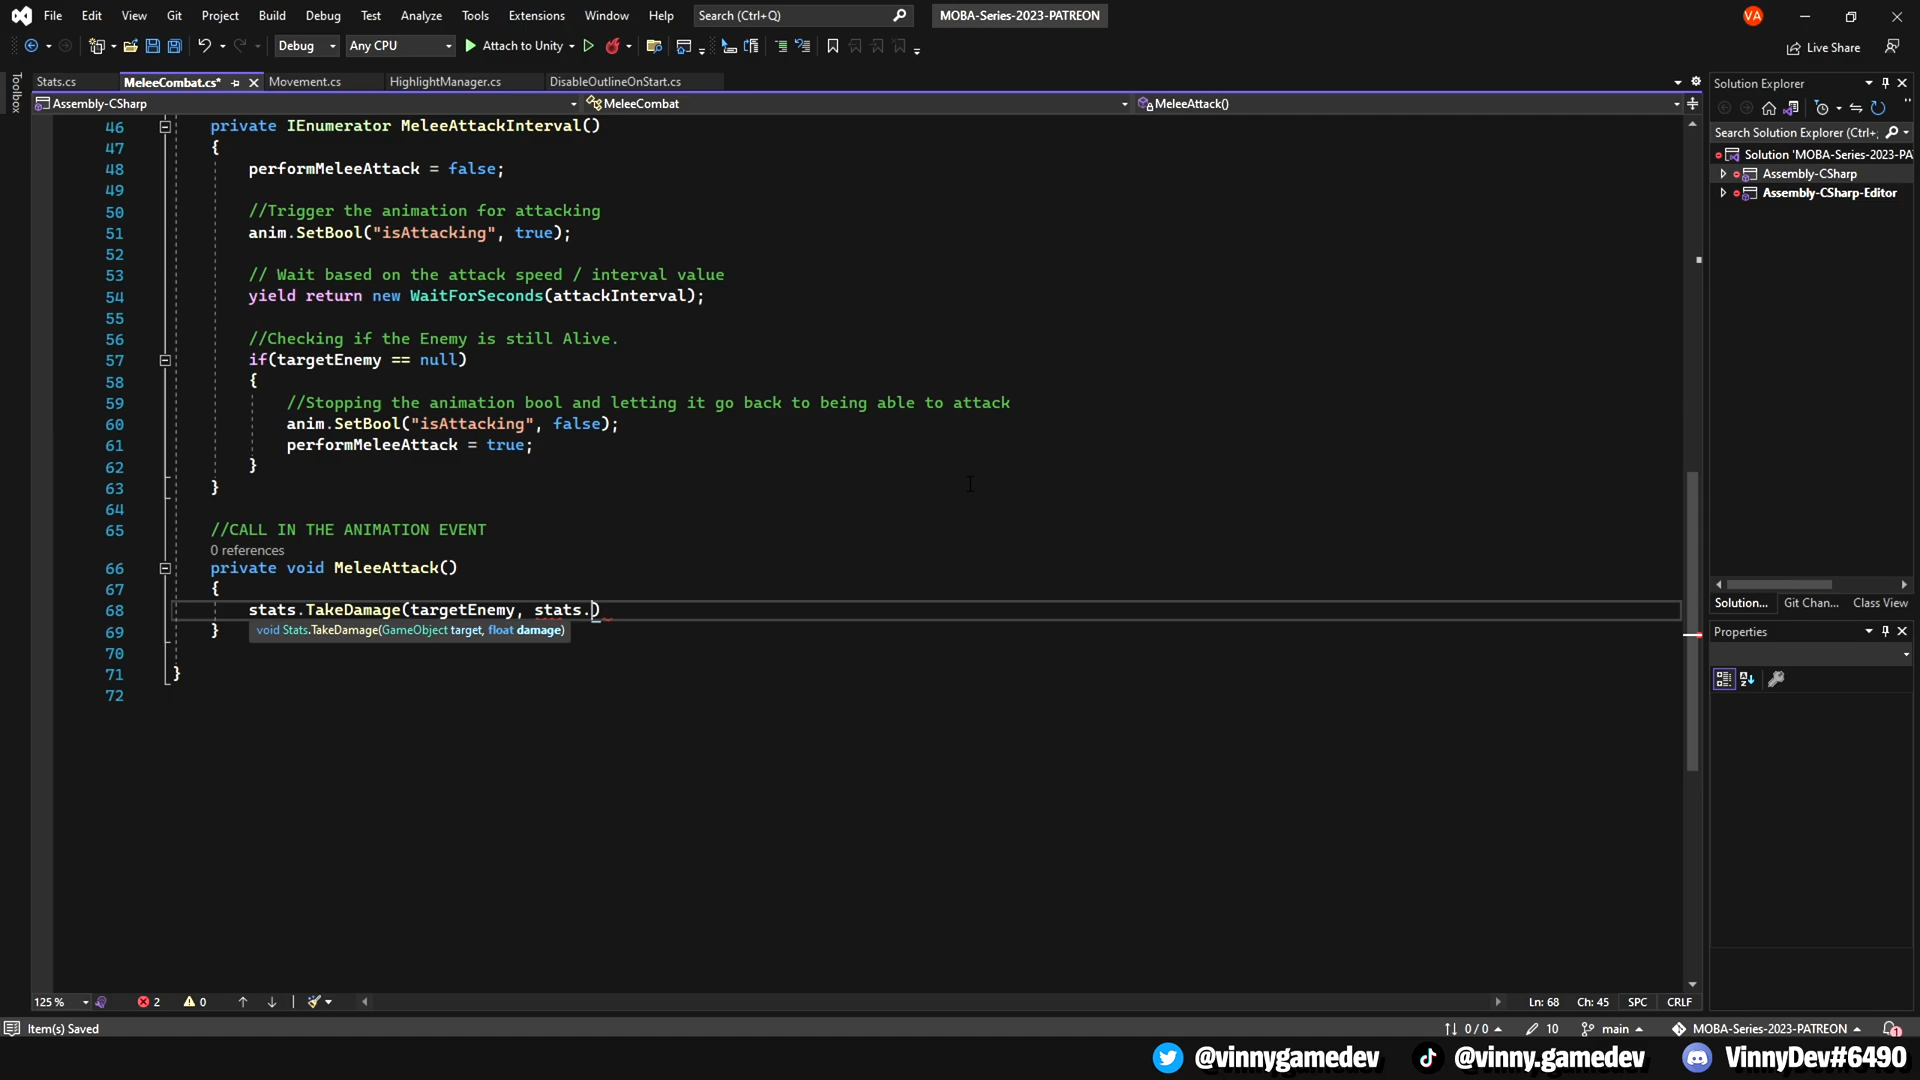 File Edit View Git Project Build Debug Test Analyze Tools Extensions Window Help Search (Ctrl+Q) MOBA-Series-2023-PATREON VA
Debug Any CPU Attach to Unity Live Share
Toolbox
Stats.cs MeleeCombat.cs* Movement.cs HighlightManager.cs DisableOutlineOnStart.cs
Assembly-CSharp MeleeCombat MeleeAttack()
46 private IEnumerator MeleeAttackInterval()
47 {
48 performMeleeAttack = false;
49
50 //Trigger the animation for attacking
51 anim.SetBool("isAttacking", true);
52
53 // Wait based on the attack speed / interval value
54 yield return new WaitForSeconds(attackInterval);
55
56 //Checking if the Enemy is still Alive.
57 if(targetEnemy == null)
58 {
59 //Stopping the animation bool and letting it go back to being able to attack
60 anim.SetBool("isAttacking", false);
61 performMeleeAttack = true;
62 }
63 }
64
65 //CALL IN THE ANIMATION EVENT
0 references
66 private void MeleeAttack()
67 {
68 stats.TakeDamage(targetEnemy, stats.)
void Stats.TakeDamage(GameObject target, float damage)
69 }
70
71 }
72
Solution Explorer
Search Solution Explorer (Ctrl+;
Solution 'MOBA-Series-2023-PA
Assembly-CSharp
Assembly-CSharp-Editor
Solution... Git Chan... Class View
Properties
125 % 2 0 Ln: 68 Ch: 45 SPC CRLF
Item(s) Saved 0 / 0 10 main MOBA-Series-2023-PATREON 1
@vinnygamedev @vinny.gamedev VinnyDev#6490